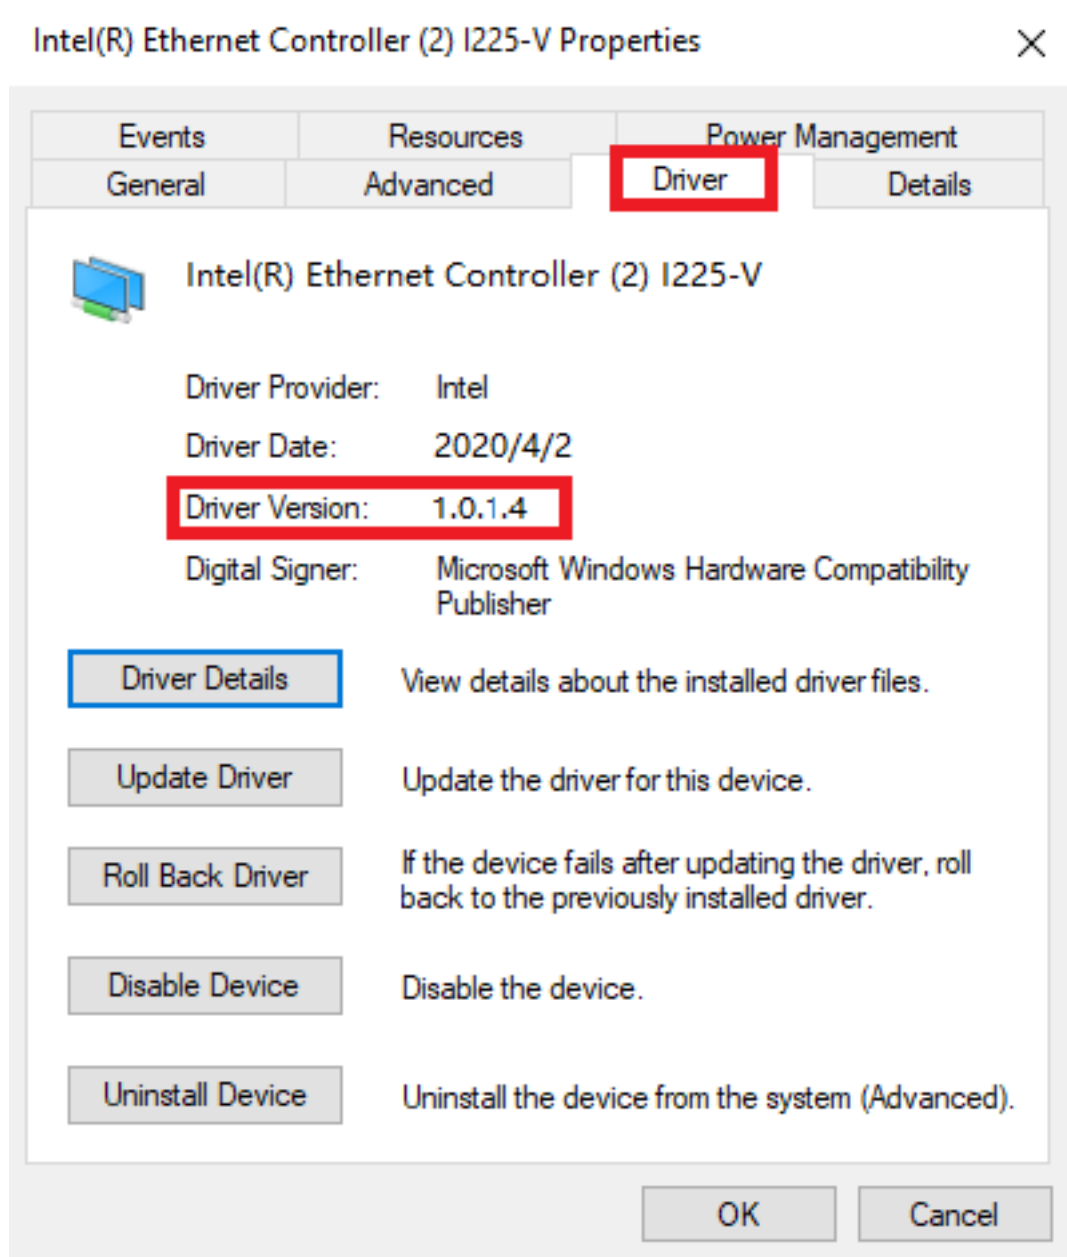 Intel(R) Ethernet Controller (2) I225-V Properties
Events Resources Power Management
General Advanced Driver Details
Intel(R) Ethernet Controller (2) I225-V
Driver Provider: Intel
Driver Date: 2020/4/2
Driver Version: 1.0.1.4
Digital Signer: Microsoft Windows Hardware Compatibility
Publisher
Driver Details View details about the installed driver files.
Update Driver Update the driver for this device.
Roll Back Driver If the device fails after updating the driver, roll
back to the previously installed driver.
Disable Device Disable the device.
Uninstall Device Uninstall the device from the system (Advanced).
OK Cancel